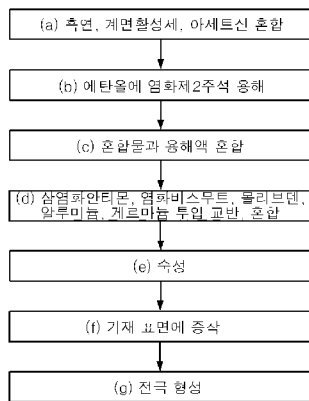 (a) 흑연, 계면활성세, 아세트신 혼합
(b) 에탄올에 염화제2주석 용해
(c) 혼합물과 용해액 혼합
(d) 삼염화안티몬, 염화비스무트, 몰리브덴,
알루미늄, 게르마늄 투입 교반, 혼합
(e) 숙성
(f) 기재 표면에 증착
(g) 전극 형성